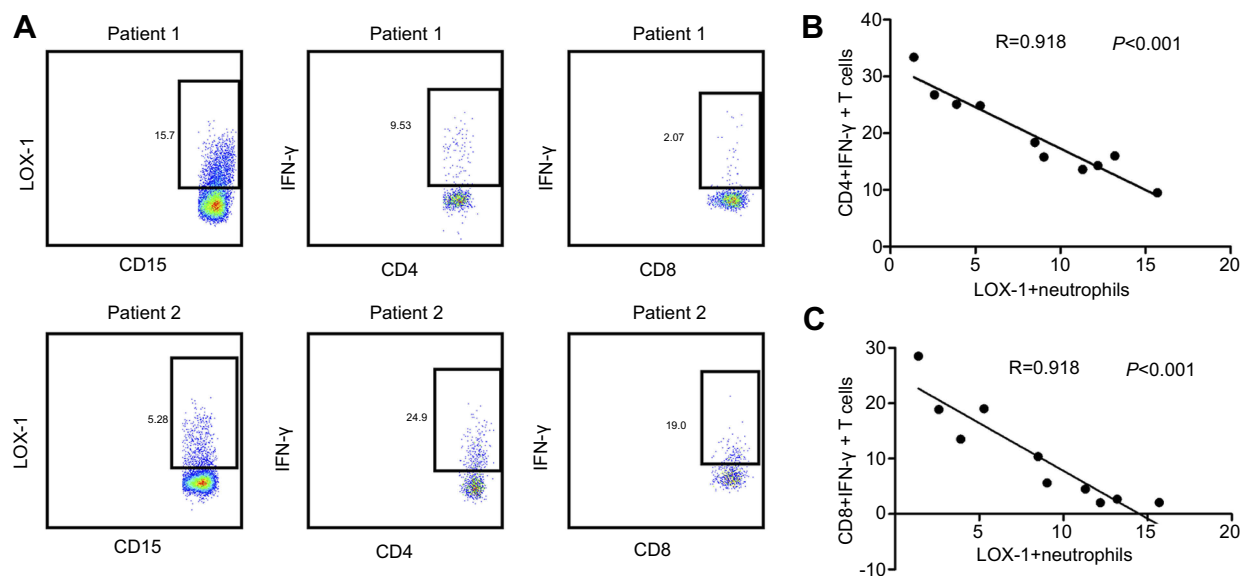 A
Patient 1
LOX-1
15.7
CD15
Patient 1
IFN-γ
9.53
CD4
Patient 1
IFN-γ
2.07
CD8
Patient 2
LOX-1
5.28
CD15
Patient 2
IFN-γ
24.9
CD4
Patient 2
IFN-γ
19.0
CD8
B
R=0.918 P<0.001
CD4+IFN-γ + T cells
40
30
20
10
0
0 5 10 15 20
LOX-1+neutrophils
C
R=0.918 P<0.001
CD8+IFN-γ + T cells
30
20
10
0
-10
5 10 15 20
LOX-1+neutrophils